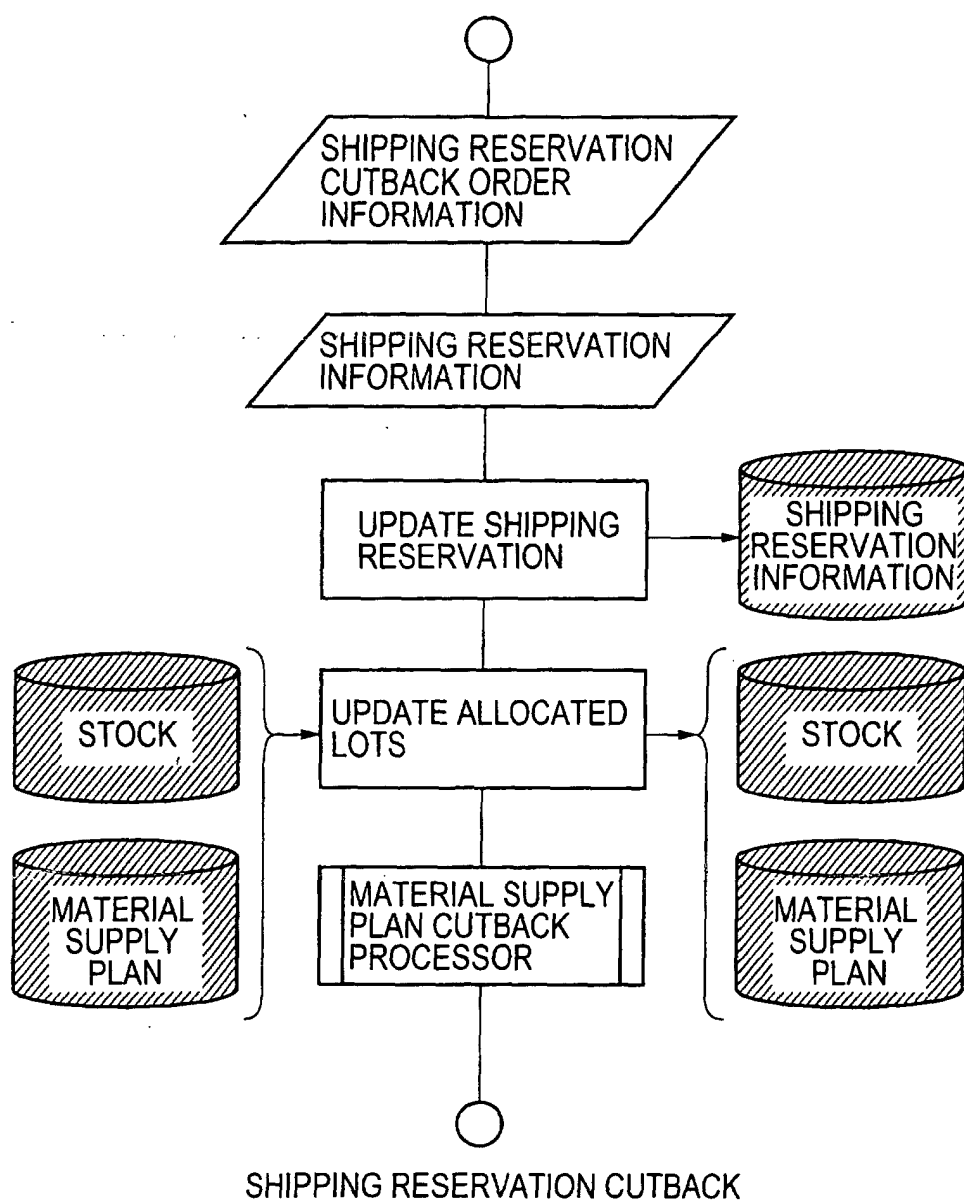 SHIPPING RESERVATION
CUTBACK ORDER
INFORMATION
SHIPPING RESERVATION
INFORMATION
UPDATE SHIPPING
RESERVATION
SHIPPING
RESERVATION
INFORMATION
STOCK
UPDATE ALLOCATED
LOTS
STOCK
MATERIAL
SUPPLY
PLAN
MATERIAL SUPPLY
PLAN CUTBACK
PROCESSOR
MATERIAL
SUPPLY
PLAN
SHIPPING RESERVATION CUTBACK